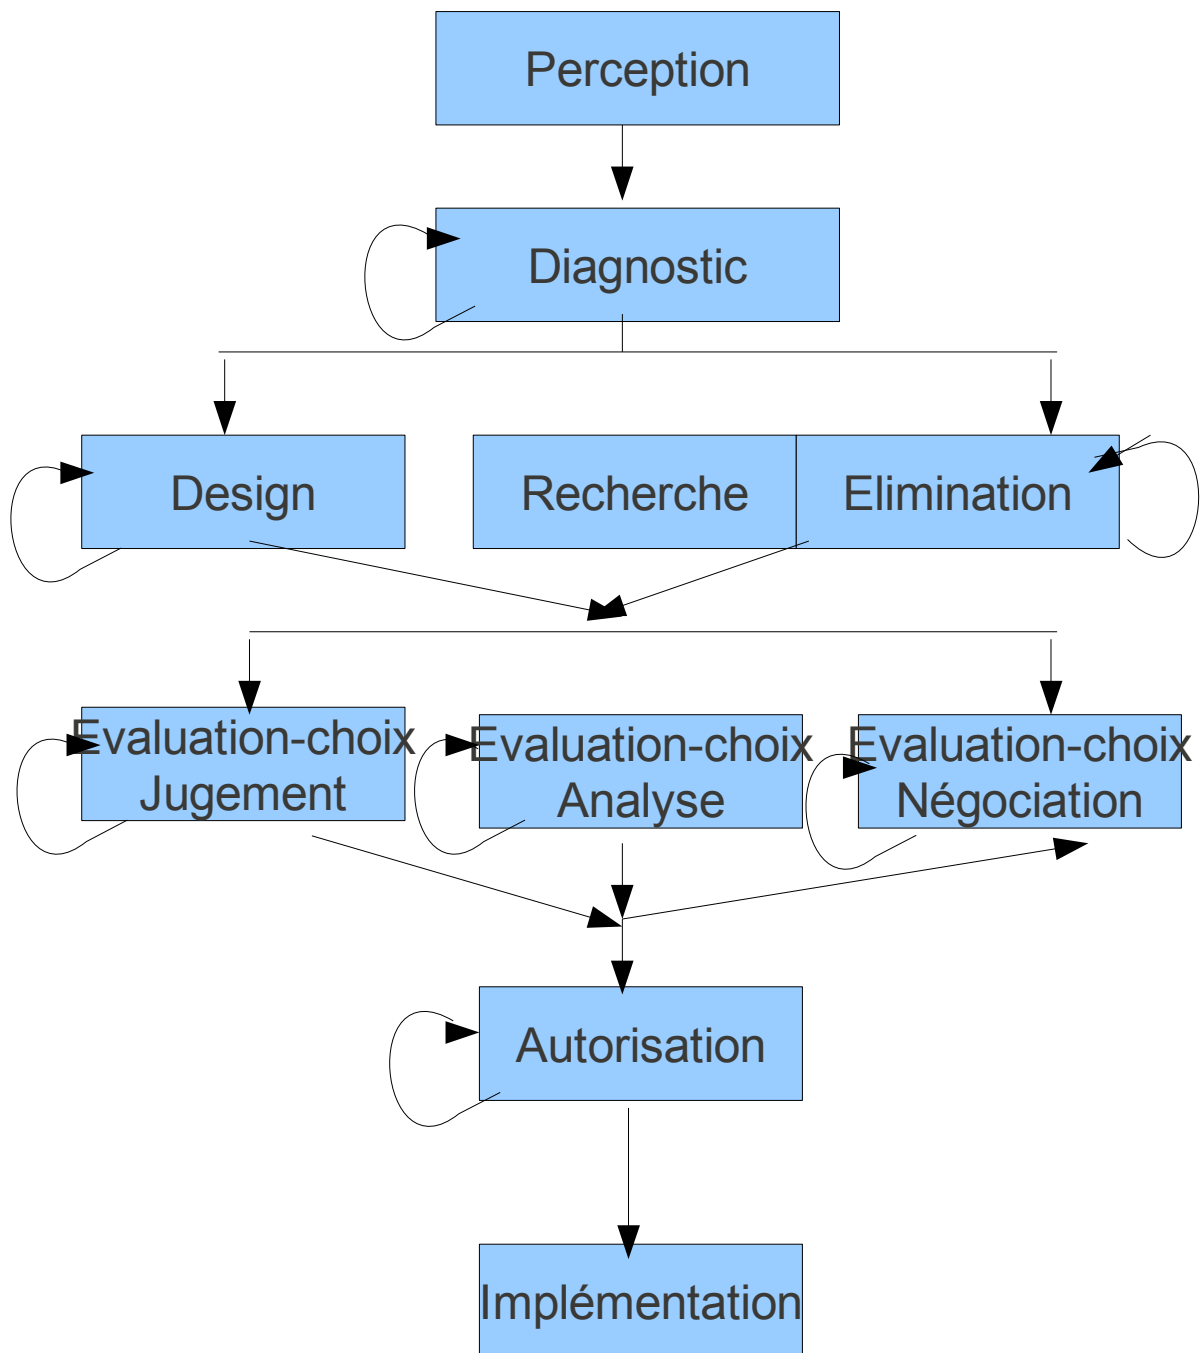 Perception
Diagnostic
Design
Recherche
Elimination
Evaluation-choix
Jugement
Evaluation-choix
Analyse
Evaluation-choix
Négociation
Autorisation
Implémentation